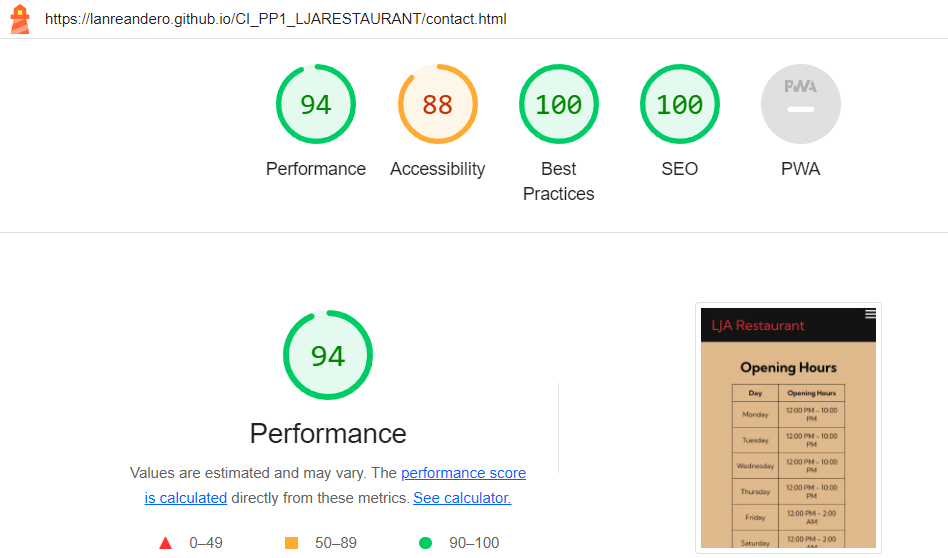 https://lanreandero.github.io/CI_PP1_LJARESTAURANT/contact.html
94
88
100
100
PWA
Performance
Accessibility
Best
Practices
SEO
PWA
94
Performance
Values are estimated and may vary. The performance score
is calculated directly from these metrics. See calculator.
0–49
50–89
90–100
LJA Restaurant
Opening Hours
Day Opening Hours
Monday 12:00 PM - 10:00
PM
Tuesday 12:00 PM - 10:00
PM
Wednesday 12:00 PM - 10:00
PM
Thursday 12:00 PM - 10:00
PM
Friday 12:00 PM - 2:00
AM
Saturday 12:00 PM - 2:00
AM